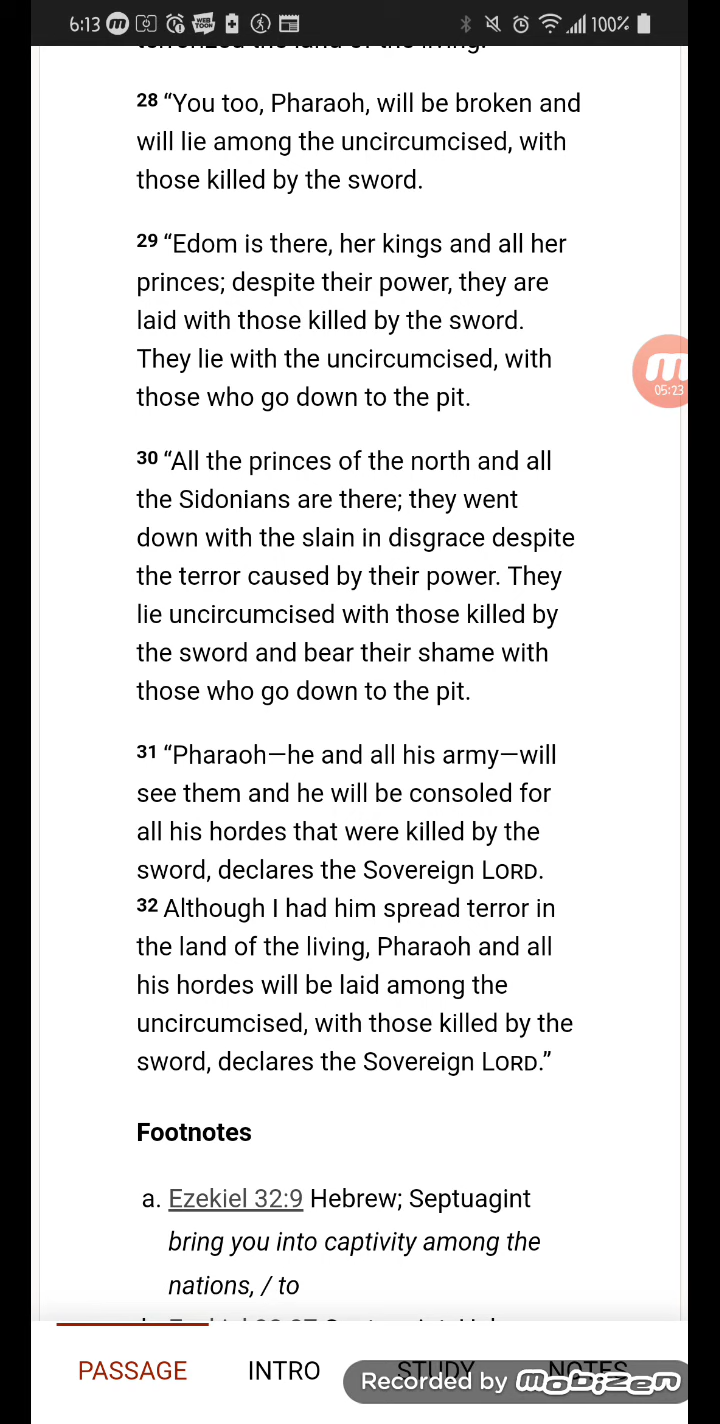 6:13 100%
terrorized the land of the living.
28 “You too, Pharaoh, will be broken and
will lie among the uncircumcised, with
those killed by the sword.
29 “Edom is there, her kings and all her
princes; despite their power, they are
laid with those killed by the sword.
They lie with the uncircumcised, with
those who go down to the pit.
05:23
30 “All the princes of the north and all
the Sidonians are there; they went
down with the slain in disgrace despite
the terror caused by their power. They
lie uncircumcised with those killed by
the sword and bear their shame with
those who go down to the pit.
31 “Pharaoh—he and all his army—will
see them and he will be consoled for
all his hordes that were killed by the
sword, declares the Sovereign LORD.
32 Although I had him spread terror in
the land of the living, Pharaoh and all
his hordes will be laid among the
uncircumcised, with those killed by the
sword, declares the Sovereign LORD.”
Footnotes
a. Ezekiel 32:9 Hebrew; Septuagint
bring you into captivity among the
nations, / to
PASSAGE INTRO STUDY NOTES
Recorded by mobizen